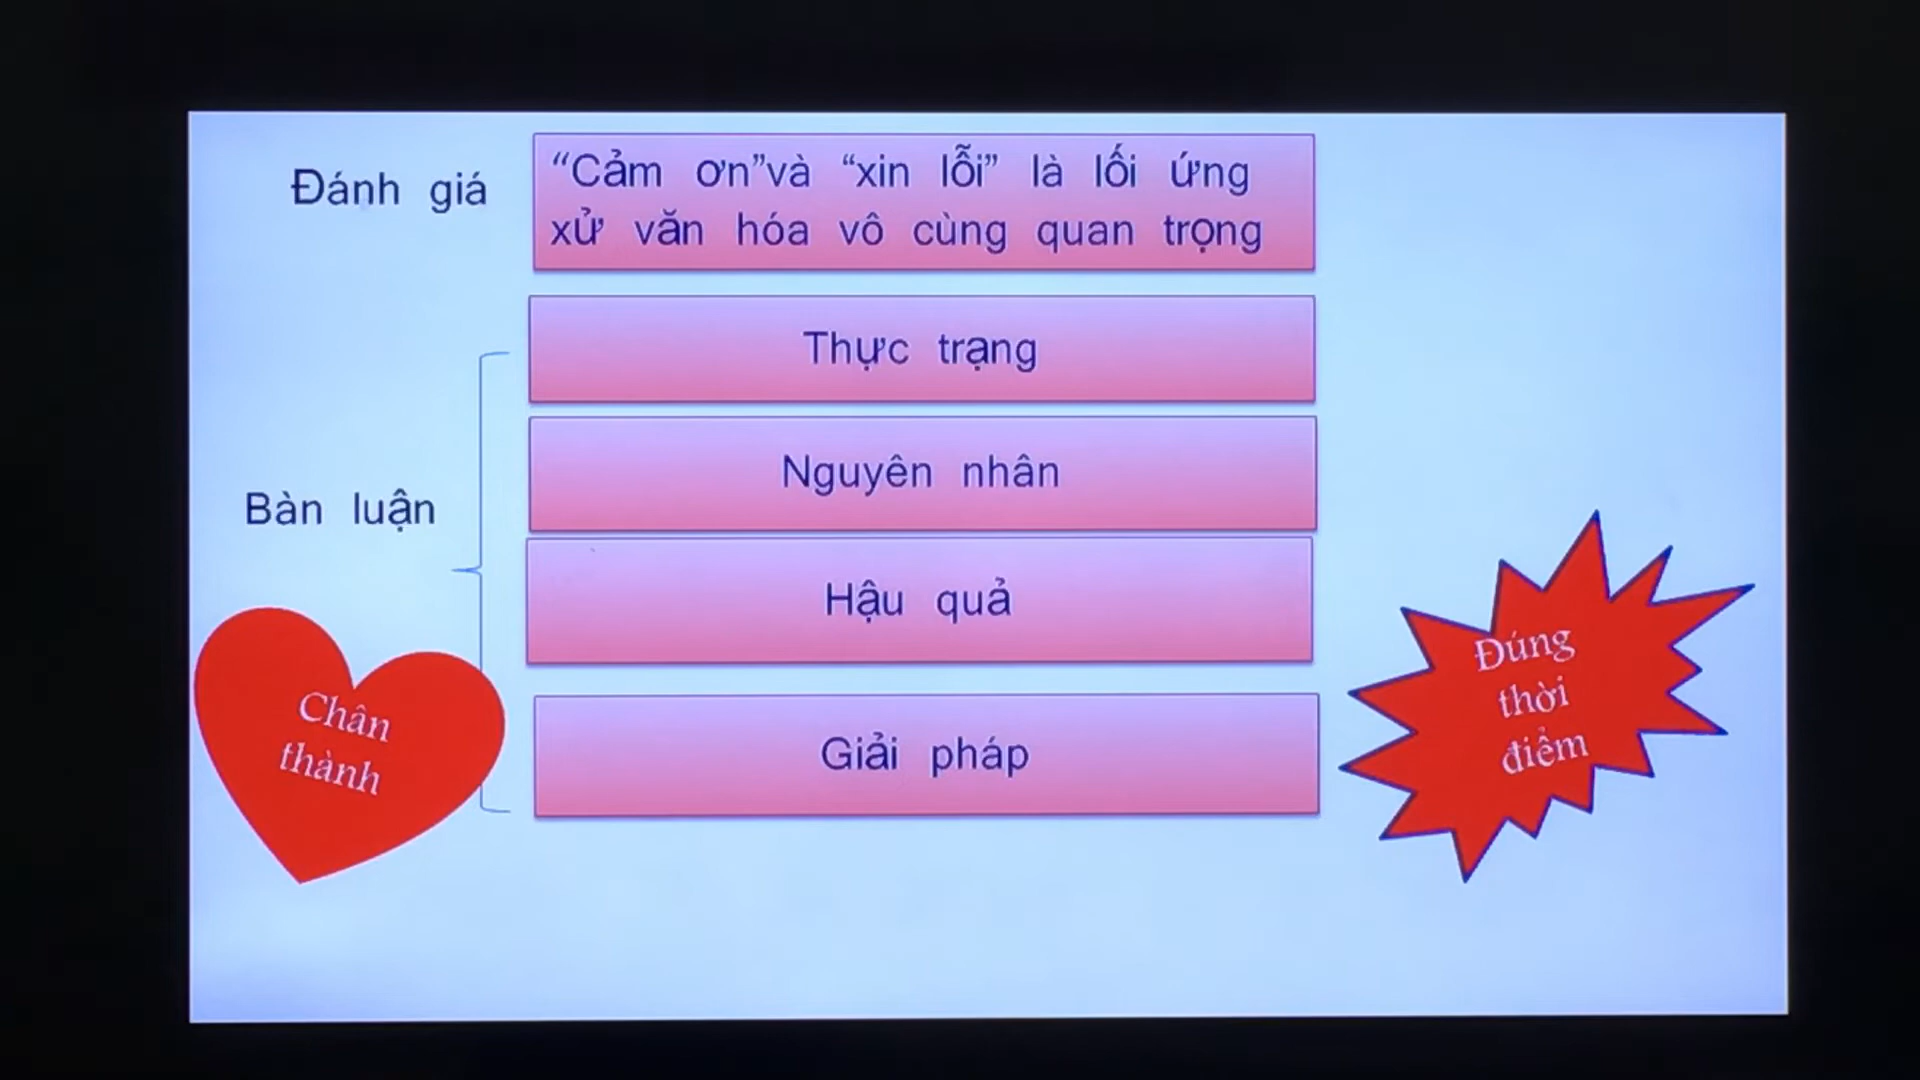 Đánh giá
“Cảm ơn”và “xin lỗi” là lối ứng
xử văn hóa vô cùng quan trọng
Bàn luận
Thực trạng
Nguyên nhân
Hậu quả
Giải pháp
Chân
thành
Đúng
thời
điểm